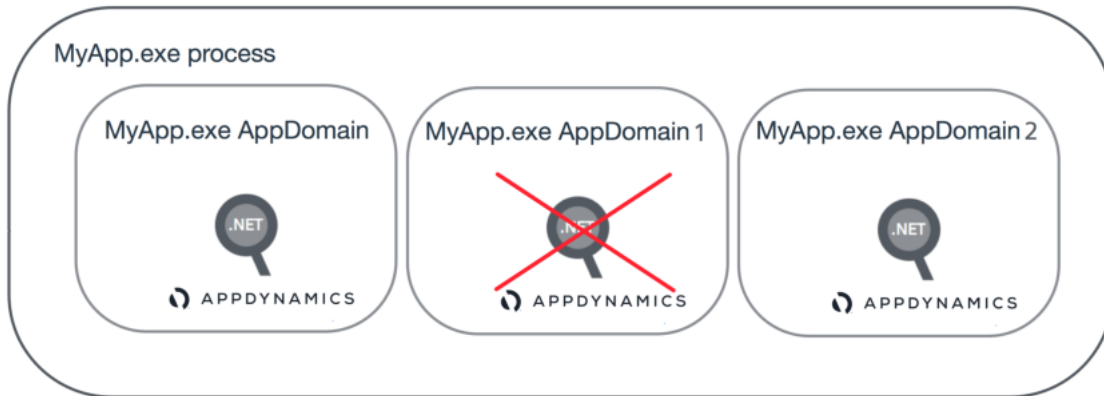 MyApp.exe process
MyApp.exe AppDomain
.NET
APPDYNAMICS
MyApp.exe AppDomain 1
.NET
APPDYNAMICS
MyApp.exe AppDomain 2
.NET
APPDYNAMICS